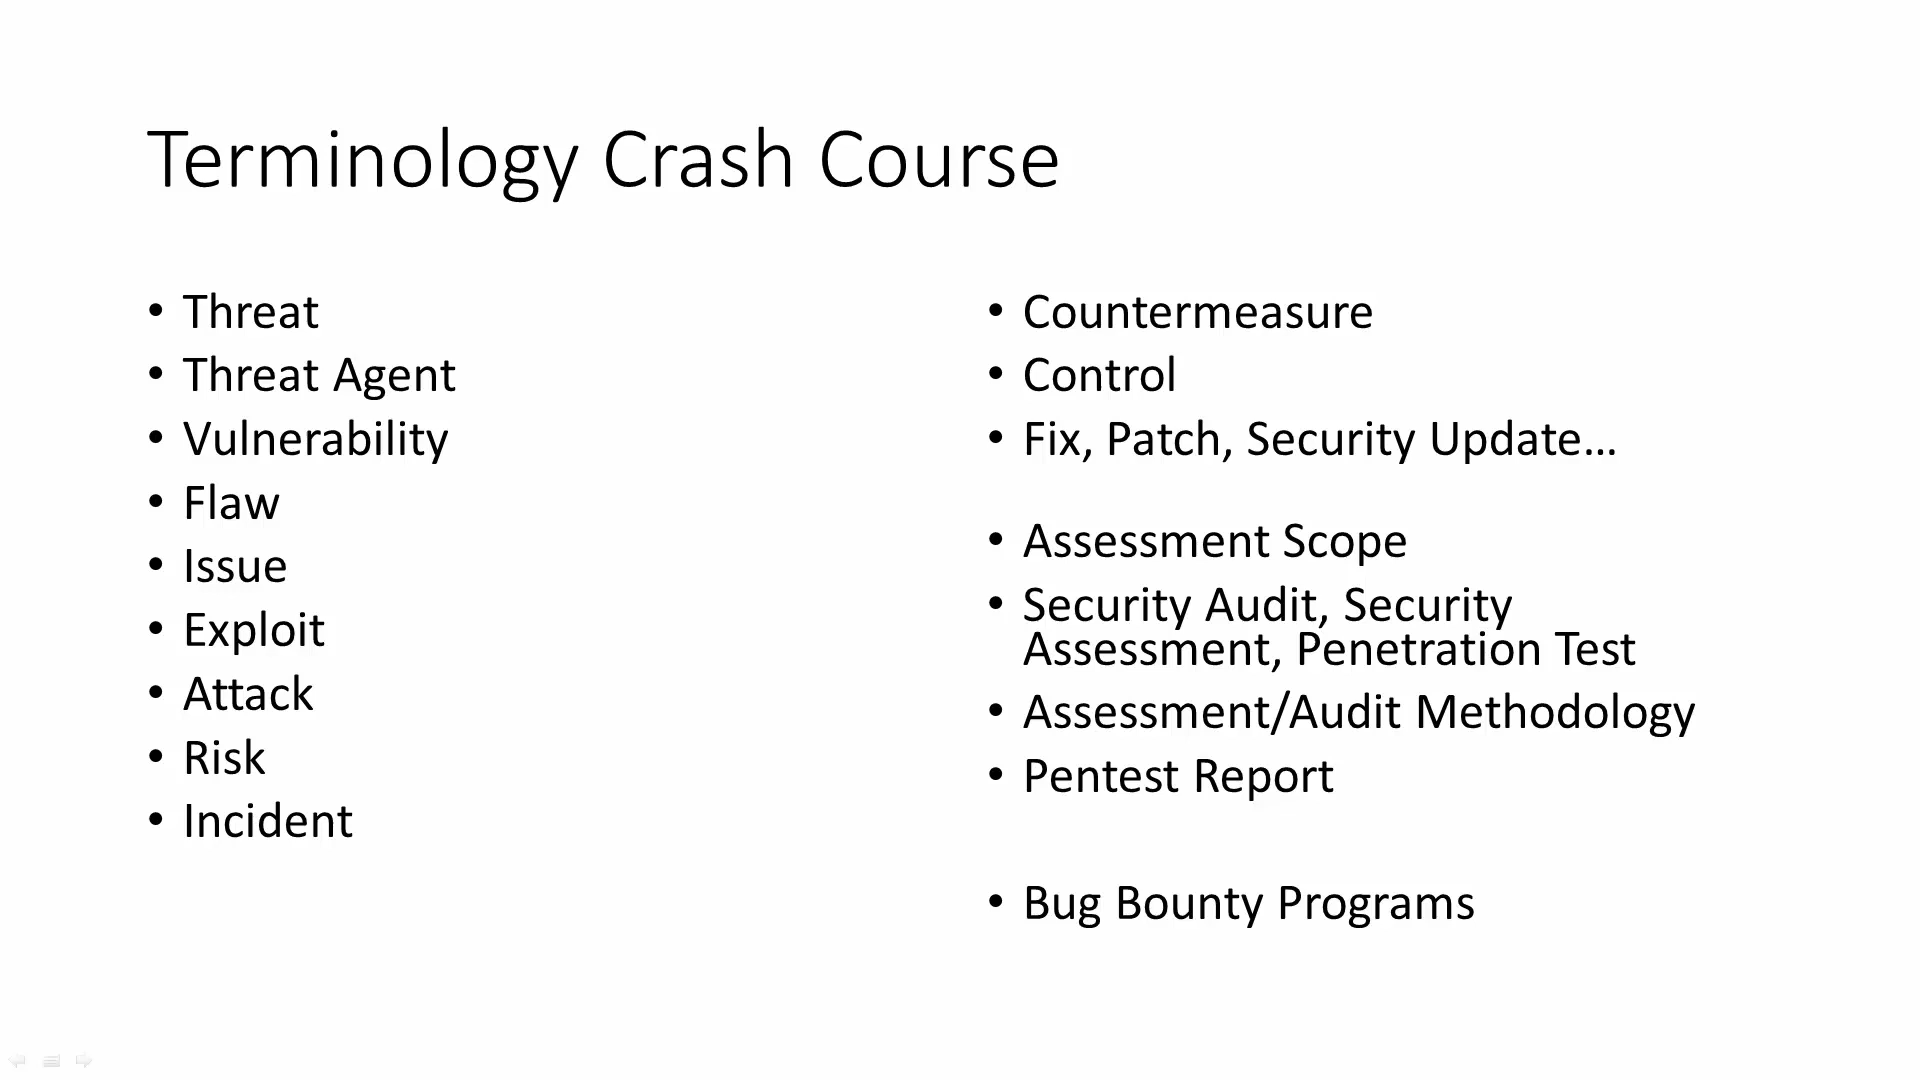 Terminology Crash Course
• Threat
• Threat Agent
• Vulnerability
• Flaw
• Issue
• Exploit
• Attack
• Risk
• Incident
• Countermeasure
• Control
• Fix, Patch, Security Update...
• Assessment Scope
• Security Audit, Security
Assessment, Penetration Test
• Assessment/Audit Methodology
• Pentest Report
• Bug Bounty Programs